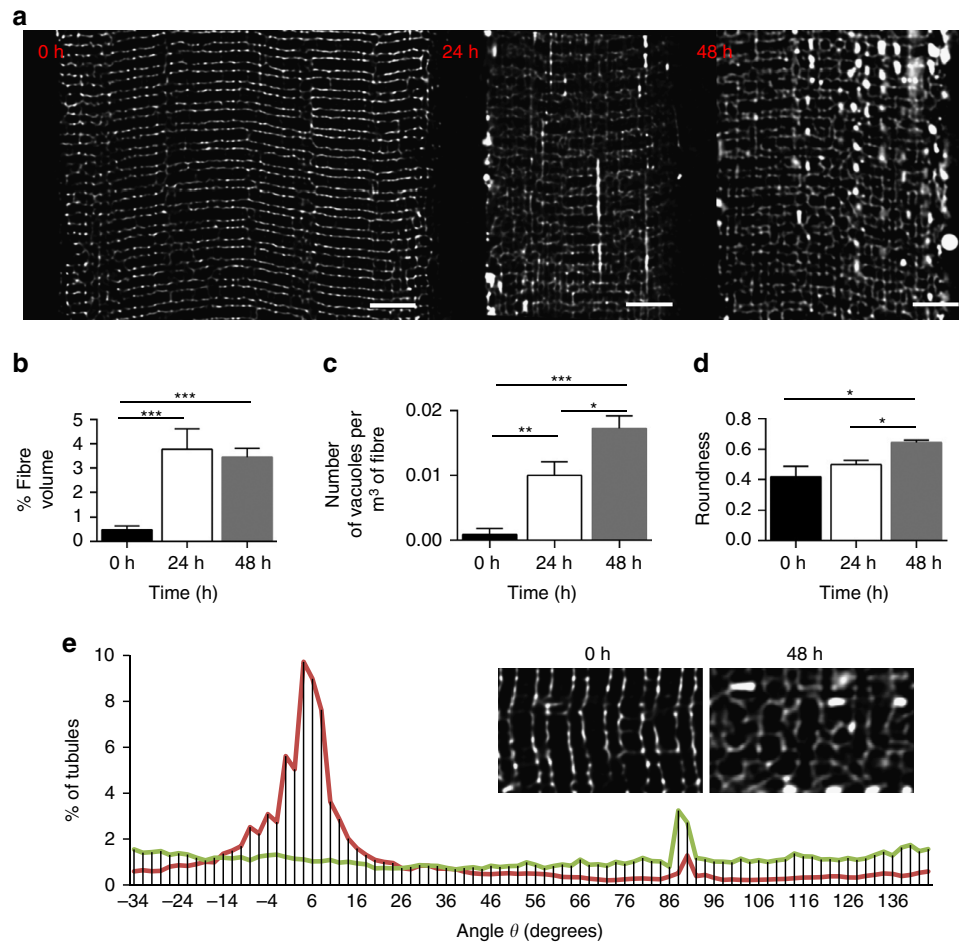 a
0 h
24 h
48 h
b
***
***
5
4
3
2
1
0
% Fibre
volume
0 h 24 h 48 h
Time (h)
c
***
*
**
0.02
0.01
0.00
Number
of vacuoles per
m³ of fibre
0 h 24 h 48 h
Time (h)
d
*
*
0.8
0.6
0.4
0.2
0.0
Roundness
0 h 24 h 48 h
Time (h)
e
10
8
6
4
2
0
% of tubules
0 h
48 h
–34 –24 –14 –4 6 16 26 36 46 56 66 76 86 96 106 116 126 136
Angle θ (degrees)